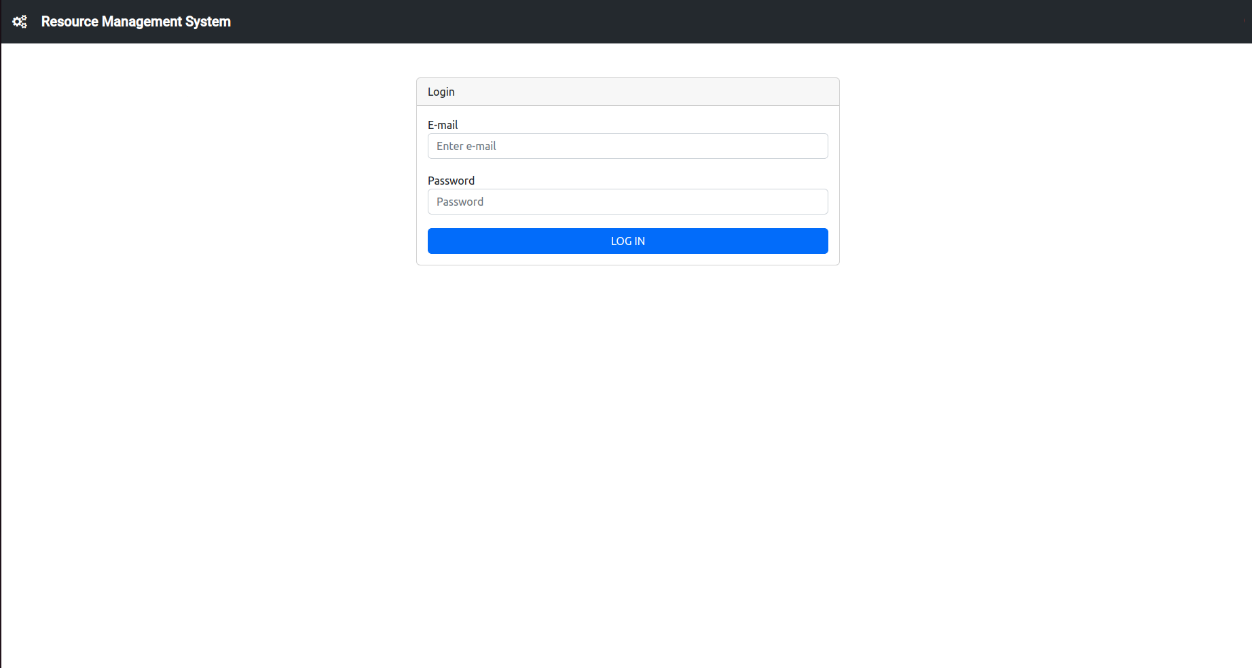 Resource Management System
Login
E-mail
Enter e-mail
Password
Password
LOG IN